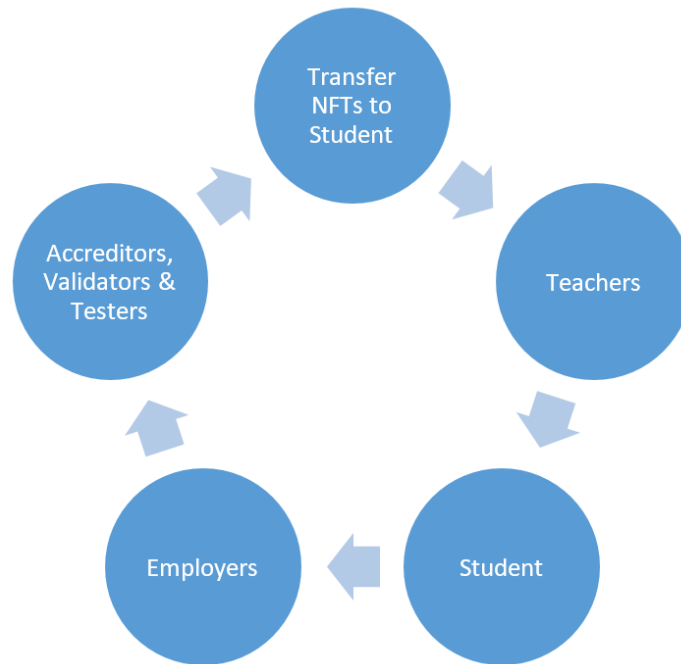 Transfer
NFTs to
Student
Accreditors,
Validators &
Testers
Teachers
Employers
Student